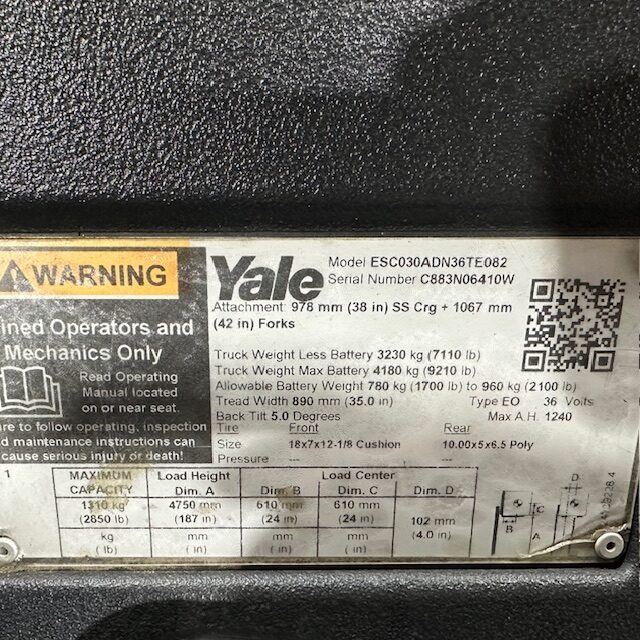 WARNING
ined Operators and
Mechanics Only
Read Operating
Manual located
on or near seat.
re to follow operating, inspection
d maintenance instructions can
cause serious injury or death!
Yale
Model ESC030ADN36TE082
Serial Number C883N06410W
Attachment: 978 mm (38 in) SS Crg + 1067 mm
(42 in) Forks
Truck Weight Less Battery 3230 kg (7110 lb)
Truck Weight Max Battery 4180 kg (9210 lb)
Allowable Battery Weight 780 kg (1700 lb) to 960 kg (2100 lb)
Tread Width 890 mm (35.0 in) Type EO 36 Volts
Back Tilt 5.0 Degrees Max A.H. 1240
Tire Front Rear
Size 18x7x12-1/8 Cushion 10.00x5x6.5 Poly
Pressure --- ---
1
MAXIMUM CAPACITY Load Height Load Center
Dim. A Dim. B Dim. C Dim. D
1310 kg 4750 mm 610 mm 610 mm 102 mm
(2850 lb) (187 in) (24 in) (24 in) (4.0 in)
kg mm mm mm mm
( lb) ( in) ( in) ( in) ( in)
D
C
B
A